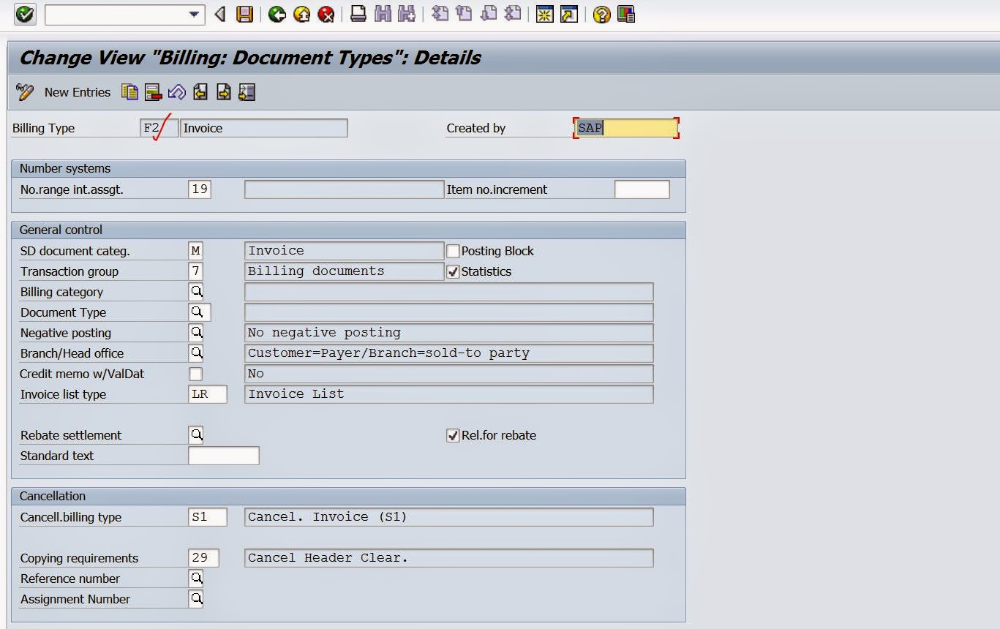 Change View "Billing: Document Types": Details
New Entries
Billing Type F2 Invoice Created by SAP
Number systems
No.range int.assgt. 19 Item no.increment
General control
SD document categ. M Invoice Posting Block
Transaction group 7 Billing documents Statistics
Billing category
Document Type
Negative posting No negative posting
Branch/Head office Customer=Payer/Branch=sold-to party
Credit memo w/ValDat No
Invoice list type LR Invoice List
Rebate settlement Rel.for rebate
Standard text
Cancellation
Cancell.billing type S1 Cancel. Invoice (S1)
Copying requirements 29 Cancel Header Clear.
Reference number
Assignment Number